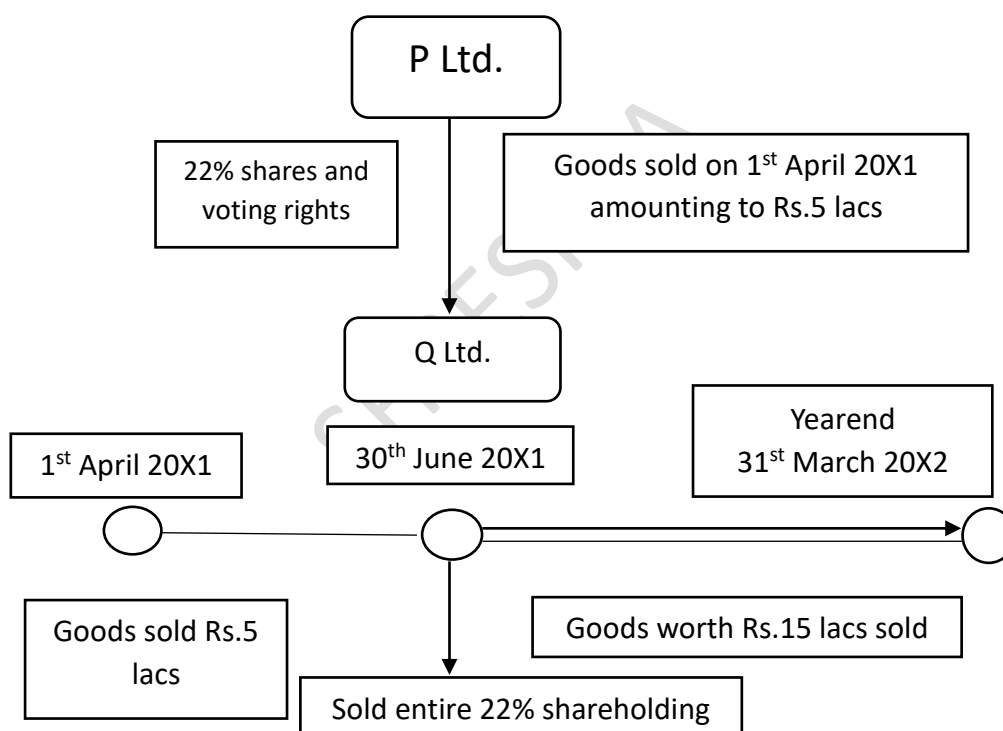 P Ltd.
22% shares and
voting rights
Goods sold on 1st April 20X1
amounting to Rs.5 lacs
Q Ltd.
1st April 20X1
30th June 20X1
Yearend
31st March 20X2
Goods sold Rs.5
lacs
Goods worth Rs.15 lacs sold
Sold entire 22% shareholding